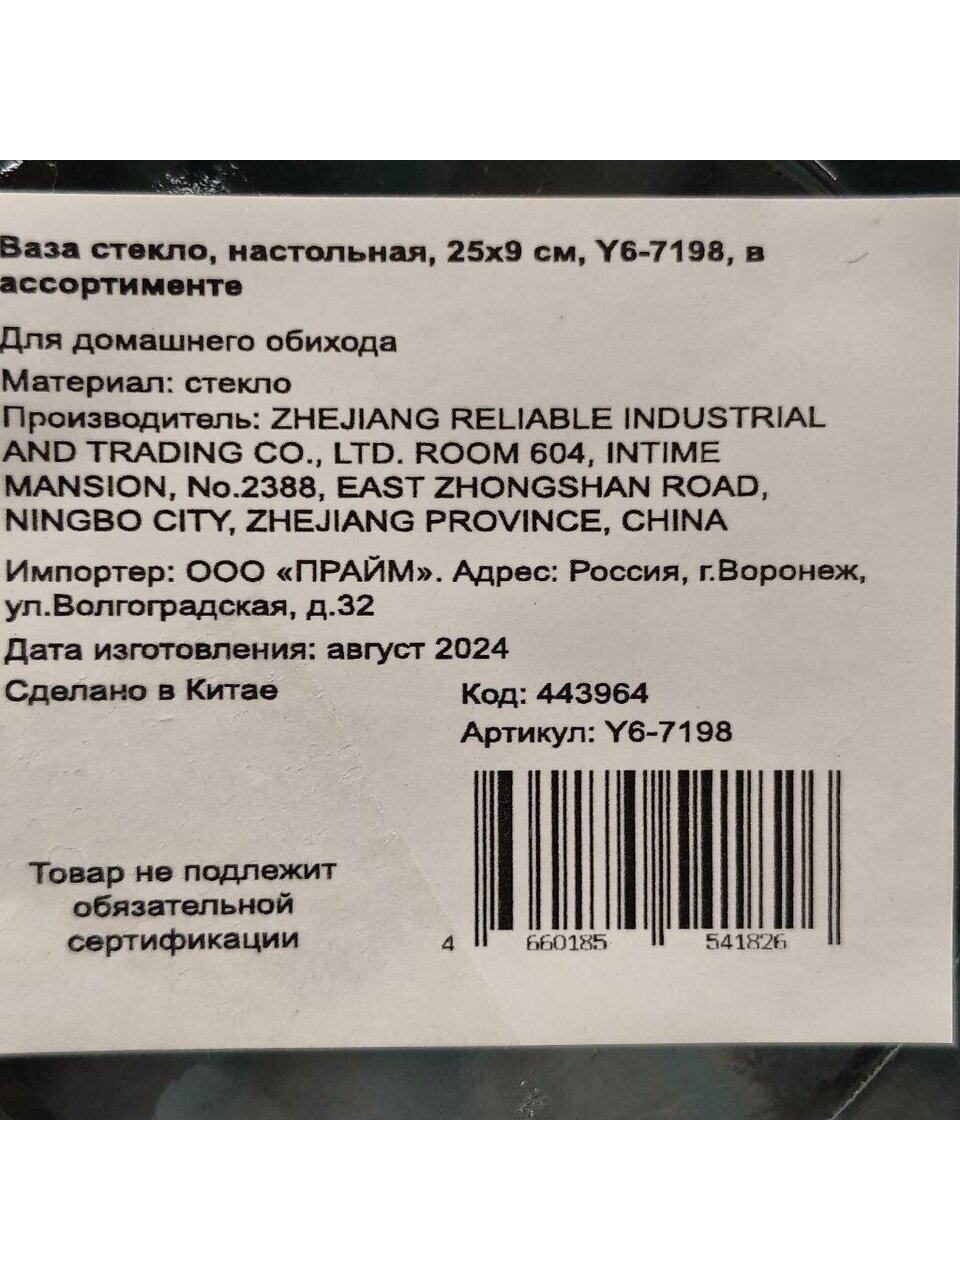 Ваза стекло, настольная, 25х9 см, Y6-7198, в
ассортименте
Для домашнего обихода
Материал: стекло
Производитель: ZHEJIANG RELIABLE INDUSTRIAL
AND TRADING CO., LTD. ROOM 604, INTIME
MANSION, No.2388, EAST ZHONGSHAN ROAD,
NINGBO CITY, ZHEJIANG PROVINCE, CHINA
Импортер: ООО «ПРАЙМ». Адрес: Россия, г.Воронеж,
ул.Волгоградская, д.32
Дата изготовления: август 2024
Сделано в Китае
Код: 443964
Артикул: Y6-7198
Товар не подлежит
обязательной
сертификации
4 660185 541826